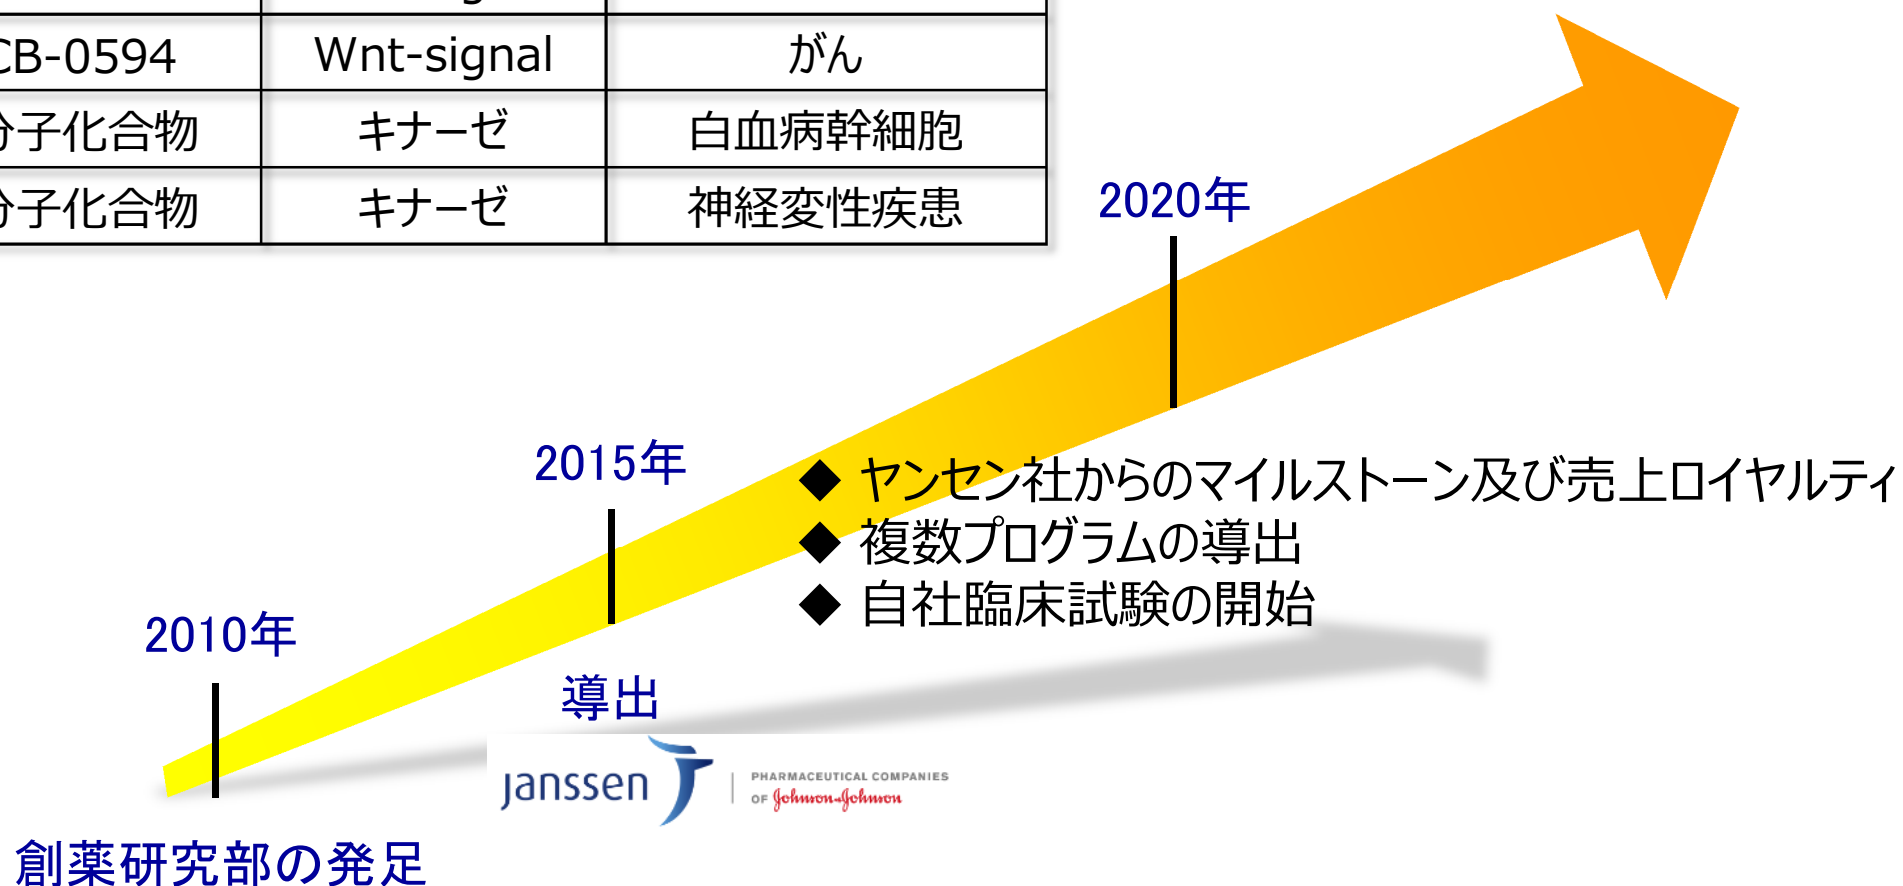 CB-0594 Wnt-signal がん
分子化合物 キナーゼ 白血病幹細胞
分子化合物 キナーゼ 神経変性疾患
2020年
2015年
◆ ヤンセン社からのマイルストーン及び売上ロイヤルティ
◆ 複数プログラムの導出
◆ 自社臨床試験の開始
2010年
導出
janssen
PHARMACEUTICAL COMPANIES
OF Johnson&Johnson
創薬研究部の発足